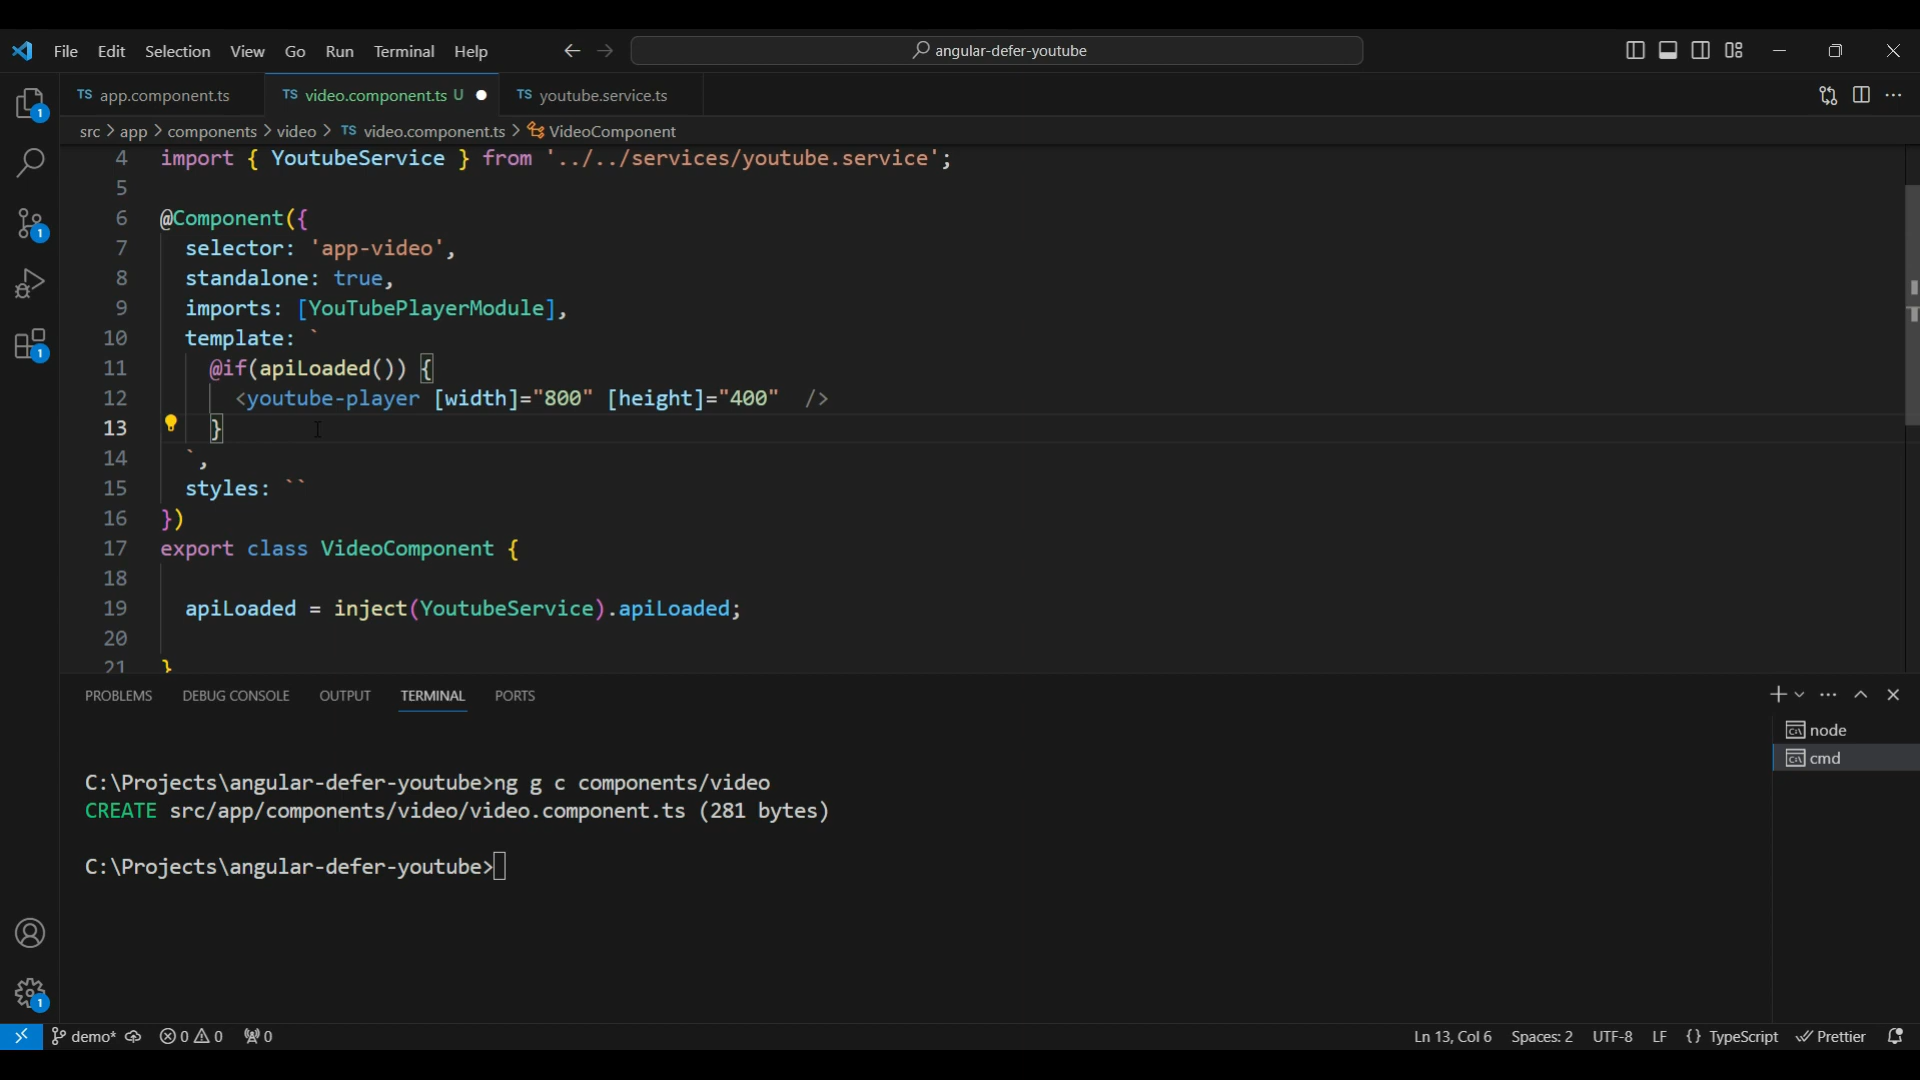 File Edit Selection View Go Run Terminal Help
angular-defer-youtube
TS app.component.ts
TS video.component.ts U
TS youtube.service.ts
src > app > components > video > TS video.component.ts > VideoComponent
4 import { YoutubeService } from '../../services/youtube.service';
5
6 @Component({
7 selector: 'app-video',
8 standalone: true,
9 imports: [YouTubePlayerModule],
10 template: `
11 @if(apiLoaded()) {
12 <youtube-player [width]="800" [height]="400"  />
13 }
14 `,
15 styles: ``
16 })
17 export class VideoComponent {
18
19 apiLoaded = inject(YoutubeService).apiLoaded;
20
21 }
1
1
1
PROBLEMS DEBUG CONSOLE OUTPUT TERMINAL PORTS
node
cmd
C:\Projects\angular-defer-youtube>ng g c components/video
CREATE src/app/components/video/video.component.ts (281 bytes)
C:\Projects\angular-defer-youtube>
1
demo* 0 0 0 Ln 13, Col 6 Spaces: 2 UTF-8 LF {} TypeScript Prettier